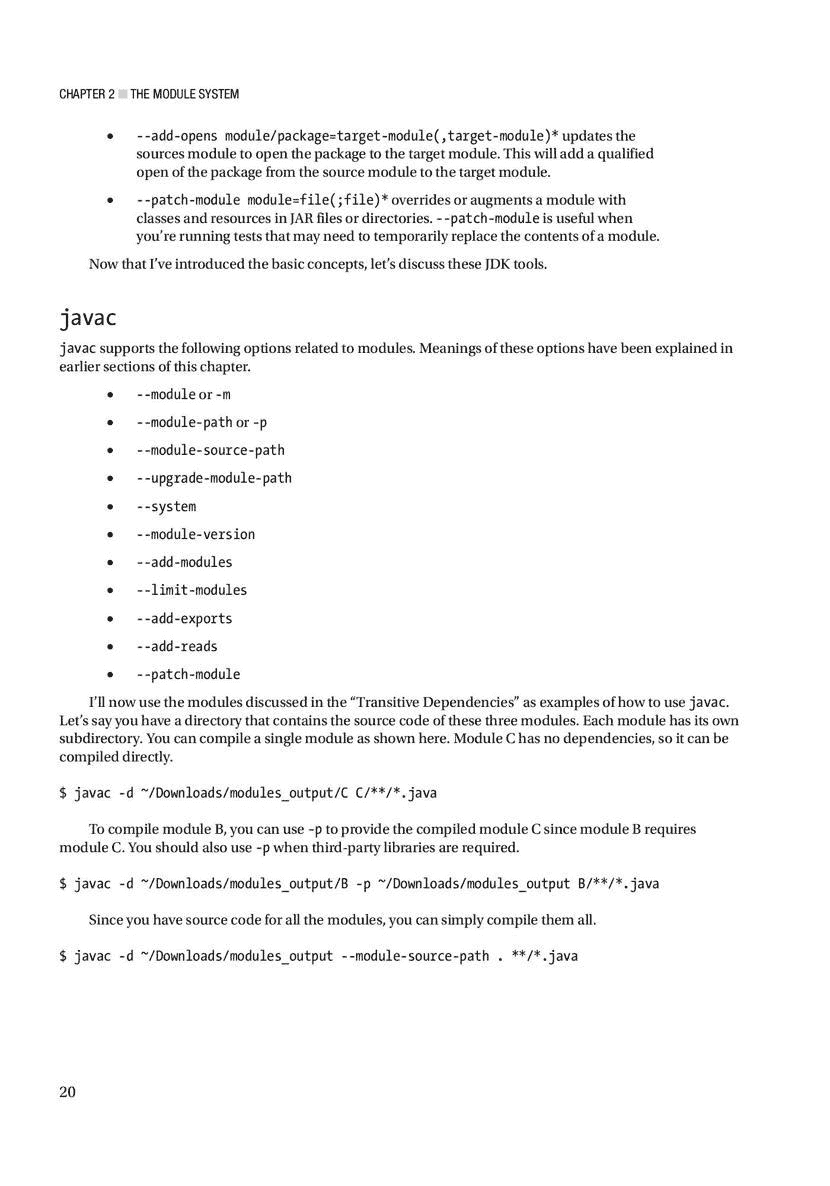 CHAPTER 2 ■ THE MODULE SYSTEM
• --add-opens module/package=target-module(,target-module)* updates the
sources module to open the package to the target module. This will add a qualified
open of the package from the source module to the target module.
• --patch-module module=file(;file)* overrides or augments a module with
classes and resources in JAR files or directories. --patch-module is useful when
you’re running tests that may need to temporarily replace the contents of a module.
Now that I’ve introduced the basic concepts, let’s discuss these JDK tools.
javac
javac supports the following options related to modules. Meanings of these options have been explained in
earlier sections of this chapter.
• --module or -m
• --module-path or -p
• --module-source-path
• --upgrade-module-path
• --system
• --module-version
• --add-modules
• --limit-modules
• --add-exports
• --add-reads
• --patch-module
I’ll now use the modules discussed in the “Transitive Dependencies” as examples of how to use javac.
Let’s say you have a directory that contains the source code of these three modules. Each module has its own
subdirectory. You can compile a single module as shown here. Module C has no dependencies, so it can be
compiled directly.
$ javac -d ~/Downloads/modules_output/C C/**/*.java
To compile module B, you can use -p to provide the compiled module C since module B requires
module C. You should also use -p when third-party libraries are required.
$ javac -d ~/Downloads/modules_output/B -p ~/Downloads/modules_output B/**/*.java
Since you have source code for all the modules, you can simply compile them all.
$ javac -d ~/Downloads/modules_output --module-source-path . **/*.java
20